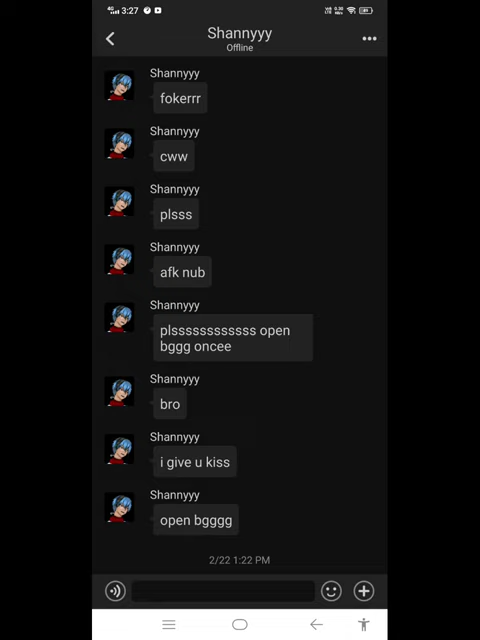 3:27
Shannyyy
Offline
Shannyyy
fokerrr
Shannyyy
cww
Shannyyy
plsss
Shannyyy
afk nub
Shannyyy
plssssssssssss open
bggg oncee
Shannyyy
bro
Shannyyy
i give u kiss
Shannyyy
open bgggg
2/22 1:22 PM